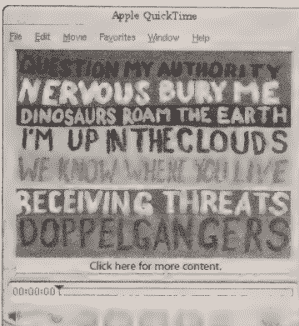 Apple QuickTime
File Edit Movie Favorites Window Help
QUESTION MY AUTHORITY
NERVOUS BURY ME
DINOSAURS ROAM THE EARTH
I'M UP IN THE CLOUDS
WE KNOW WHERE YOU LIVE
RECEIVING THREATS
DOPPELGANGERS
Click here for more content.
00:00:00